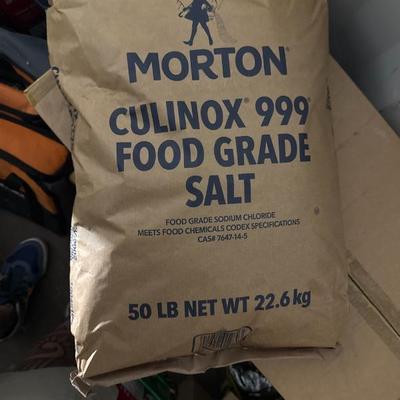 MORTON®
CULINOX® 999®
FOOD GRADE
SALT
FOOD GRADE SODIUM CHLORIDE
MEETS FOOD CHEMICALS CODEX SPECIFICATIONS
CAS# 7647-14-5
50 LB NET WT 22.6 kg